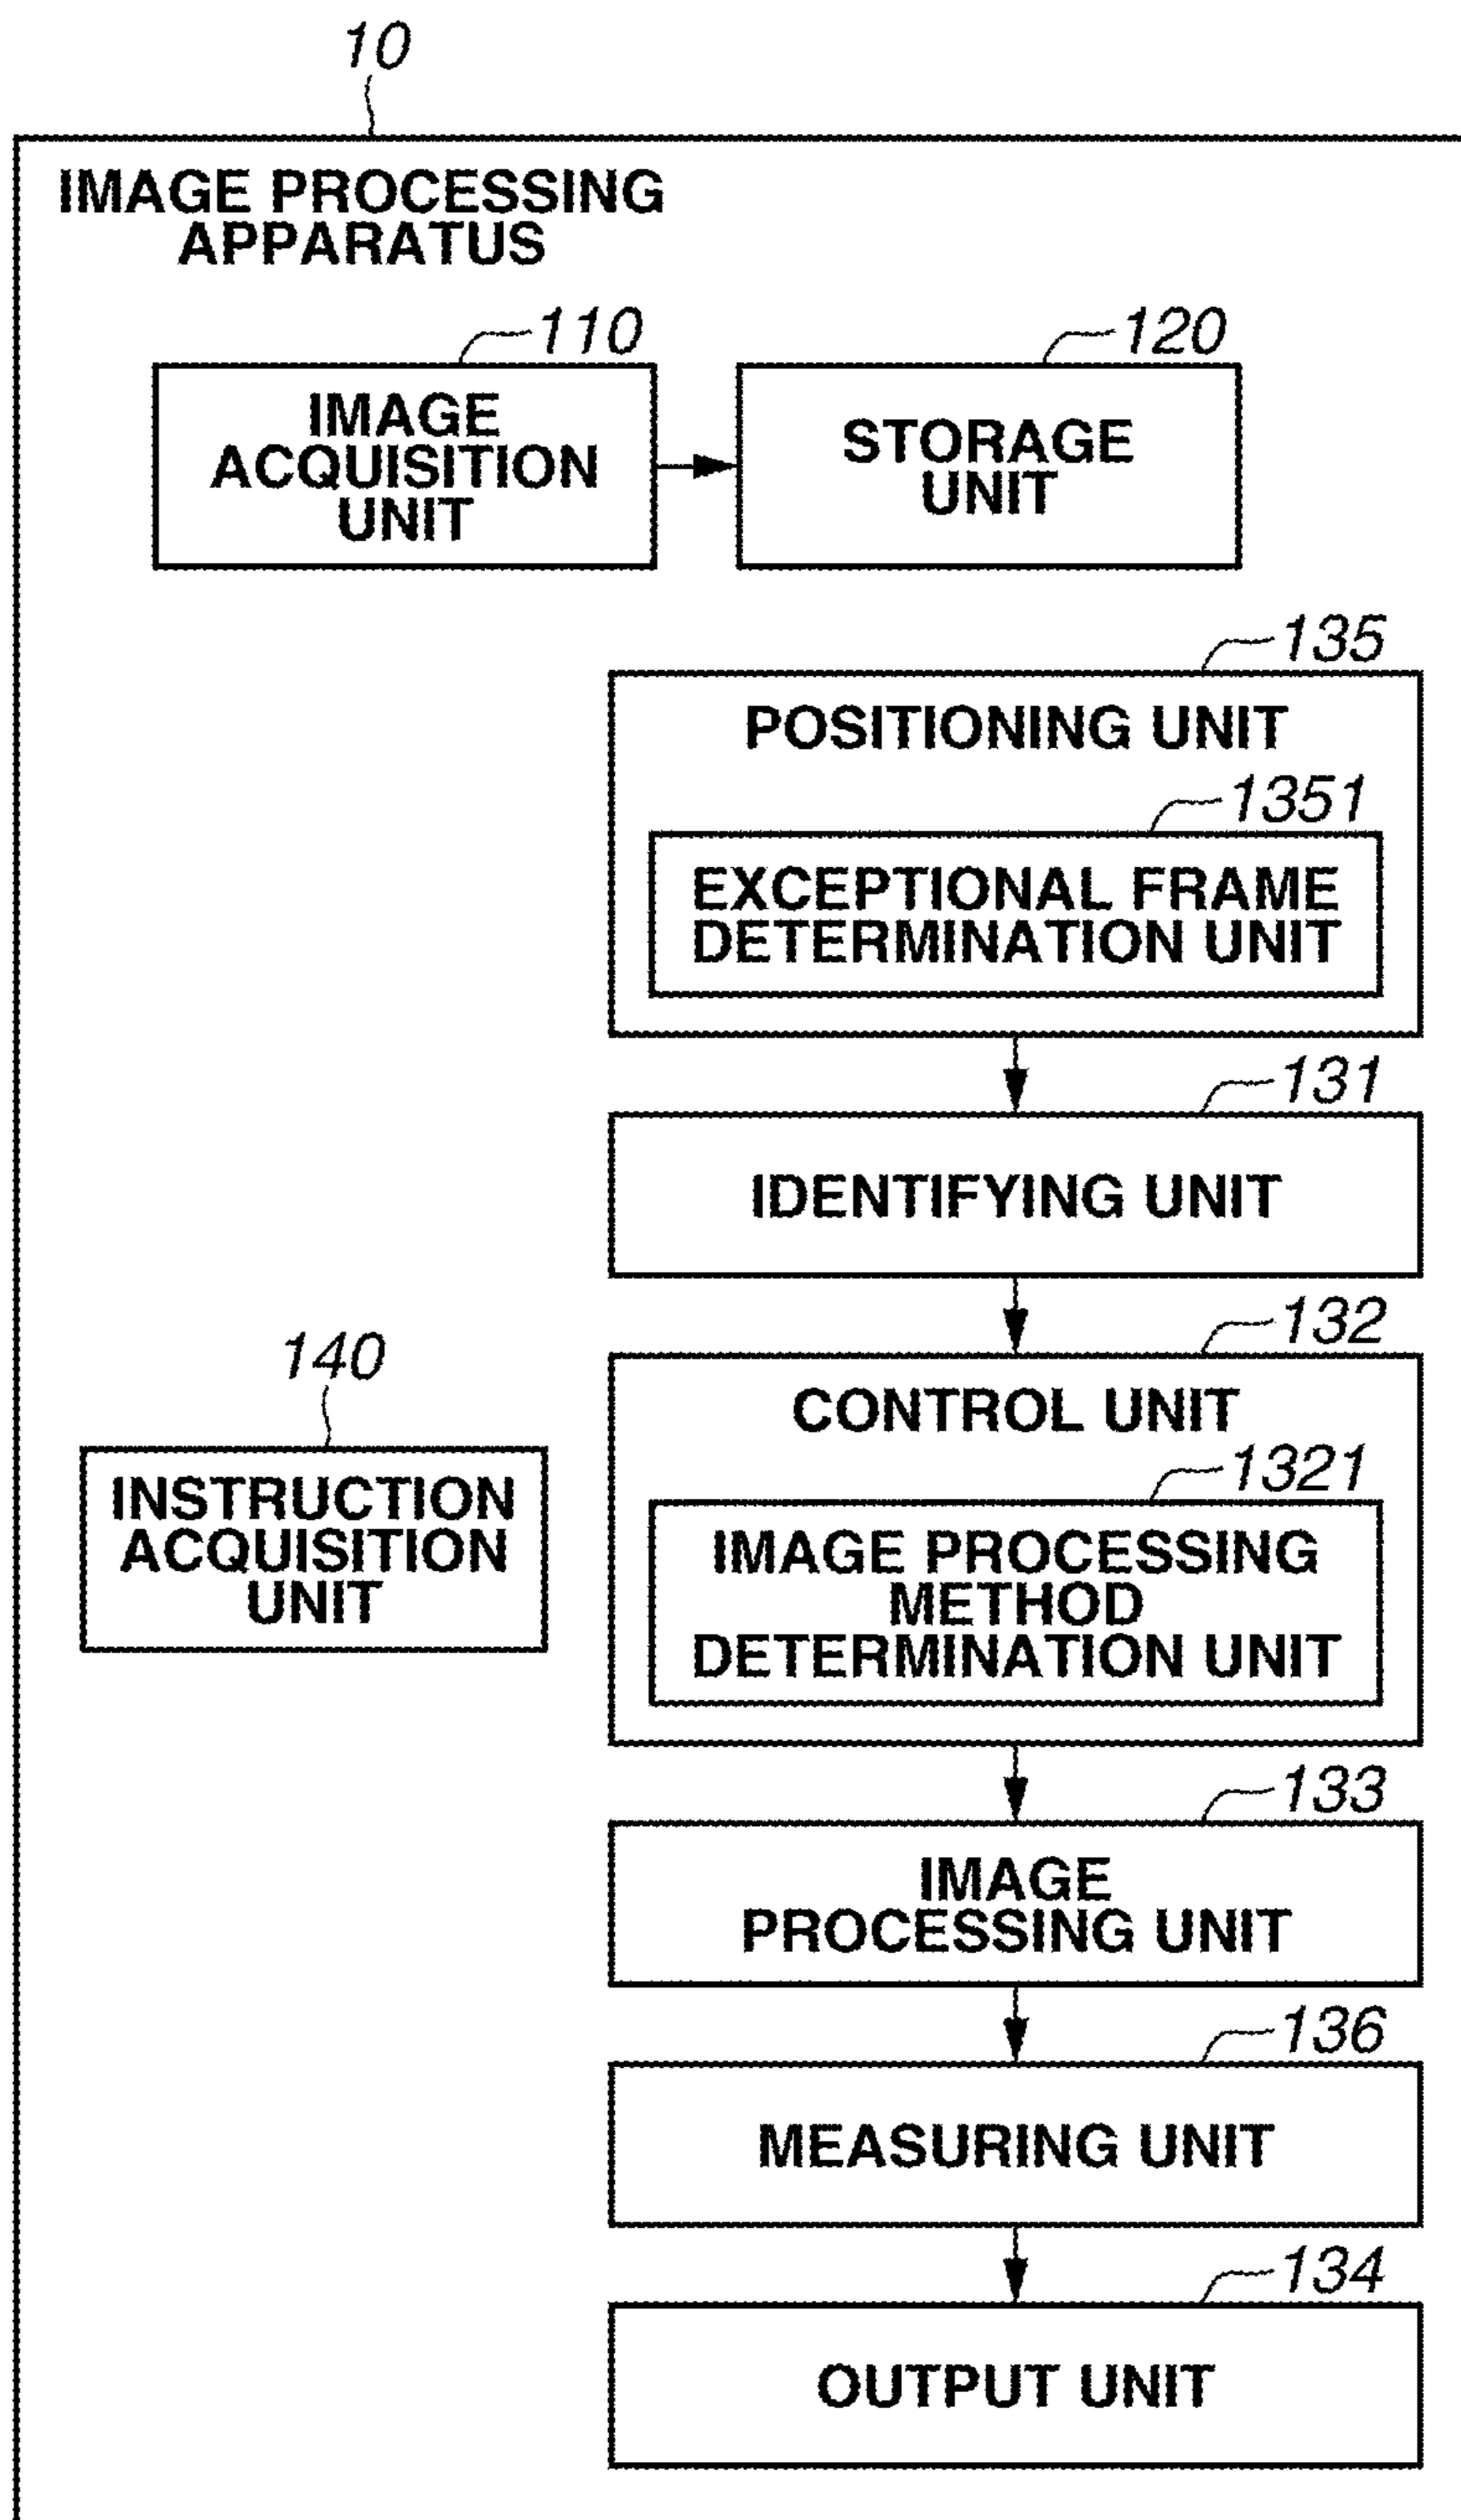 10
IMAGE PROCESSING
APPARATUS
110
120
IMAGE
ACQUISITION
UNIT
STORAGE
UNIT
135
POSITIONING UNIT
1351
EXCEPTIONAL FRAME
DETERMINATION UNIT
131
IDENTIFYING UNIT
132
CONTROL UNIT
140
INSTRUCTION
ACQUISITION
UNIT
1321
IMAGE PROCESSING
METHOD
DETERMINATION UNIT
133
IMAGE
PROCESSING UNIT
136
MEASURING UNIT
134
OUTPUT UNIT